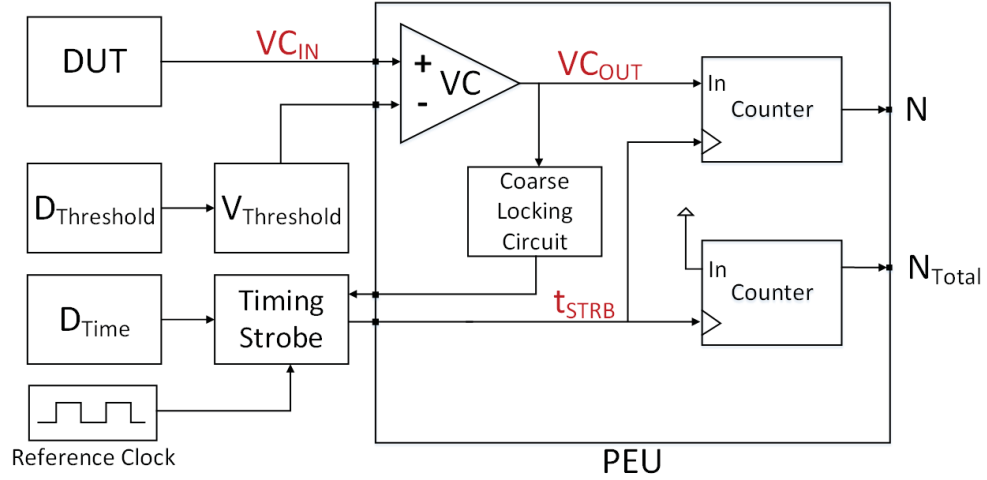 DUT
VC_IN
+
-
VC
VC_OUT
In
Counter
N
D_Threshold
V_Threshold
Coarse
Locking
Circuit
In
Counter
N_Total
D_Time
Timing
Strobe
t_STRB
Reference Clock
PEU